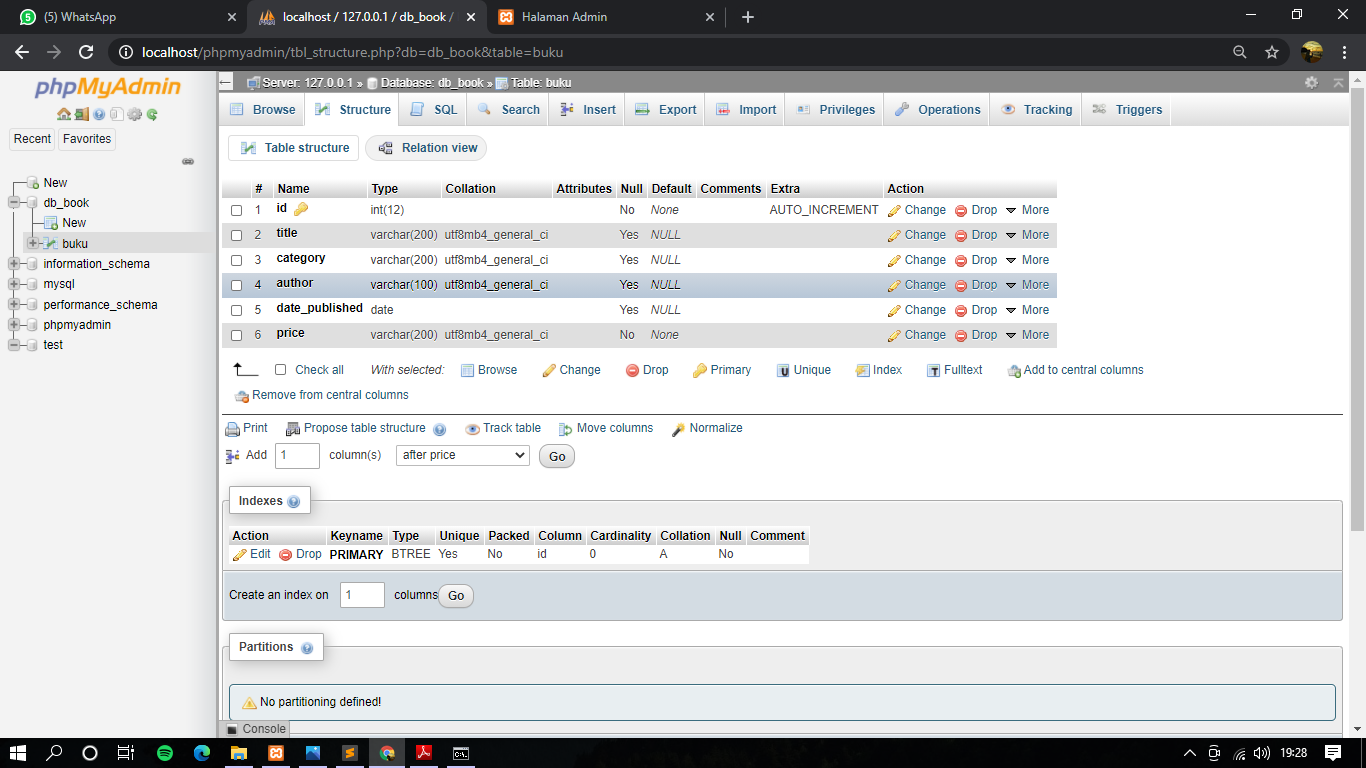 (5) WhatsApp
localhost / 127.0.0.1 / db_book /
Halaman Admin
localhost/phpmyadmin/tbl_structure.php?db=db_book&table=buku
phpMyAdmin
Recent Favorites
New
db_book
New
buku
information_schema
mysql
performance_schema
phpmyadmin
test
Server: 127.0.0.1 » Database: db_book » Table: buku
Browse Structure SQL Search Insert Export Import Privileges Operations Tracking Triggers
Table structure Relation view
# Name Type Collation Attributes Null Default Comments Extra Action
1 id int(12) No None AUTO_INCREMENT Change Drop More
2 title varchar(200) utf8mb4_general_ci Yes NULL Change Drop More
3 category varchar(200) utf8mb4_general_ci Yes NULL Change Drop More
4 author varchar(100) utf8mb4_general_ci Yes NULL Change Drop More
5 date_published date Yes NULL Change Drop More
6 price varchar(200) utf8mb4_general_ci No None Change Drop More
Check all With selected: Browse Change Drop Primary Unique Index Fulltext Add to central columns
Remove from central columns
Print Propose table structure Track table Move columns Normalize
Add 1 column(s) after price Go
Indexes
Action Keyname Type Unique Packed Column Cardinality Collation Null Comment
Edit Drop PRIMARY BTREE Yes No id 0 A No
Create an index on 1 columns Go
Partitions
No partitioning defined!
Console
19:28